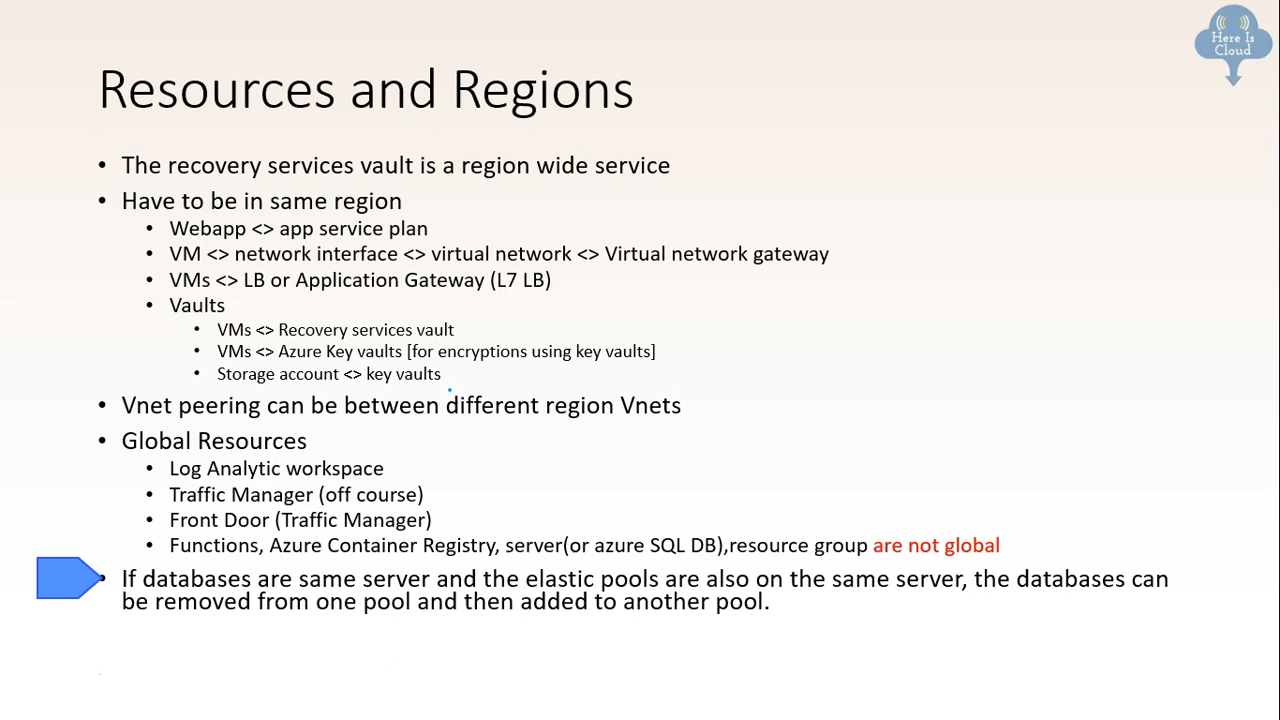 Here Is
Cloud
Resources and Regions
• The recovery services vault is a region wide service
• Have to be in same region
• Webapp <> app service plan
• VM <> network interface <> virtual network <> Virtual network gateway
• VMs <> LB or Application Gateway (L7 LB)
• Vaults
• VMs <> Recovery services vault
• VMs <> Azure Key vaults [for encryptions using key vaults]
• Storage account <> key vaults
• Vnet peering can be between different region Vnets
• Global Resources
• Log Analytic workspace
• Traffic Manager (off course)
• Front Door (Traffic Manager)
• Functions, Azure Container Registry, server(or azure SQL DB),resource group are not global
• If databases are same server and the elastic pools are also on the same server, the databases can
be removed from one pool and then added to another pool.